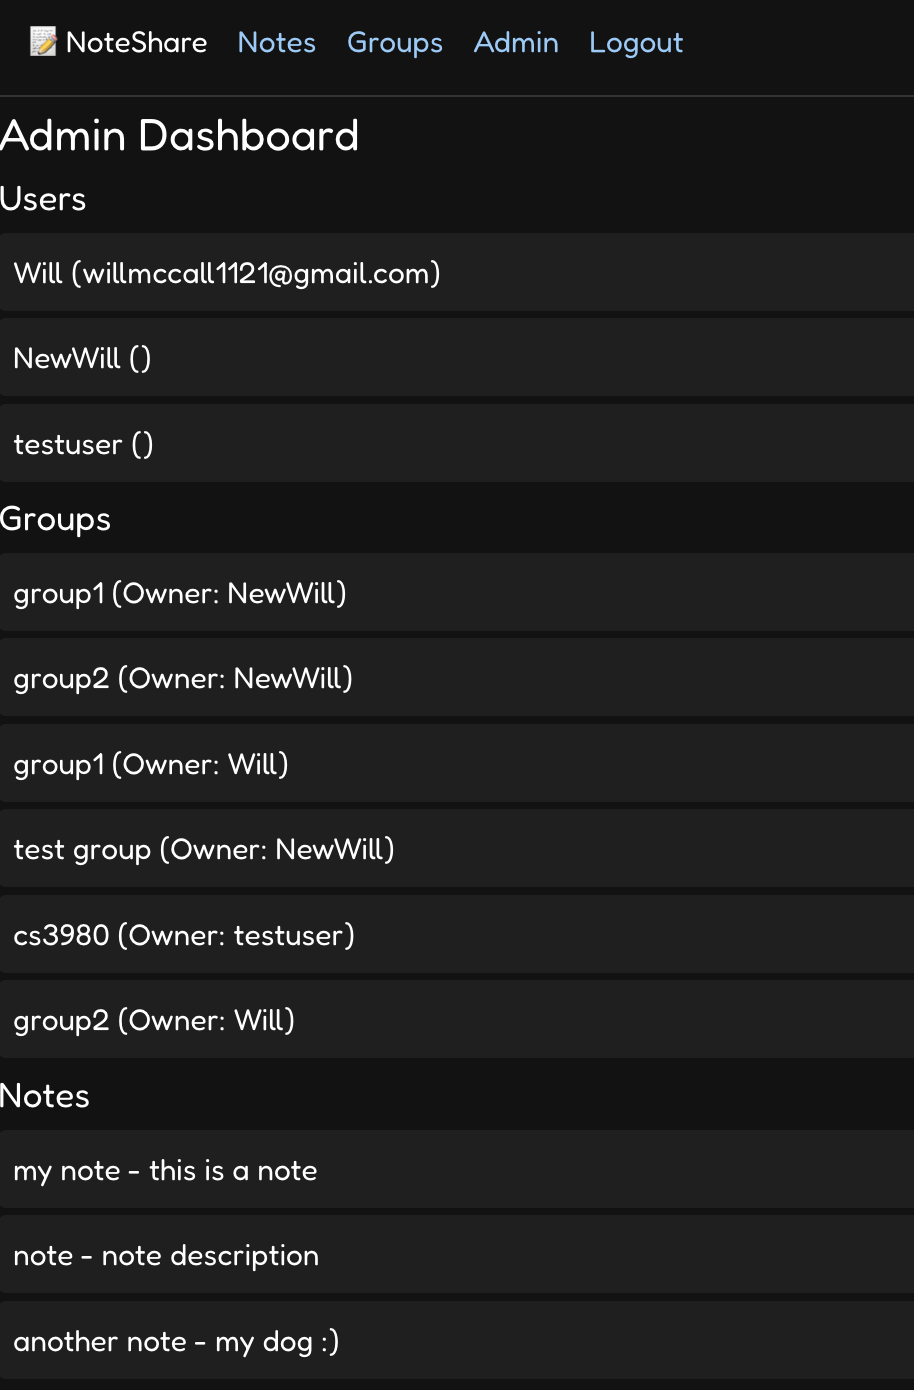 📝 NoteShare Notes Groups Admin Logout
Admin Dashboard
Users
Will (willmccall1121@gmail.com)
NewWill ()
testuser ()
Groups
group1 (Owner: NewWill)
group2 (Owner: NewWill)
group1 (Owner: Will)
test group (Owner: NewWill)
cs3980 (Owner: testuser)
group2 (Owner: Will)
Notes
my note - this is a note
note - note description
another note - my dog :)